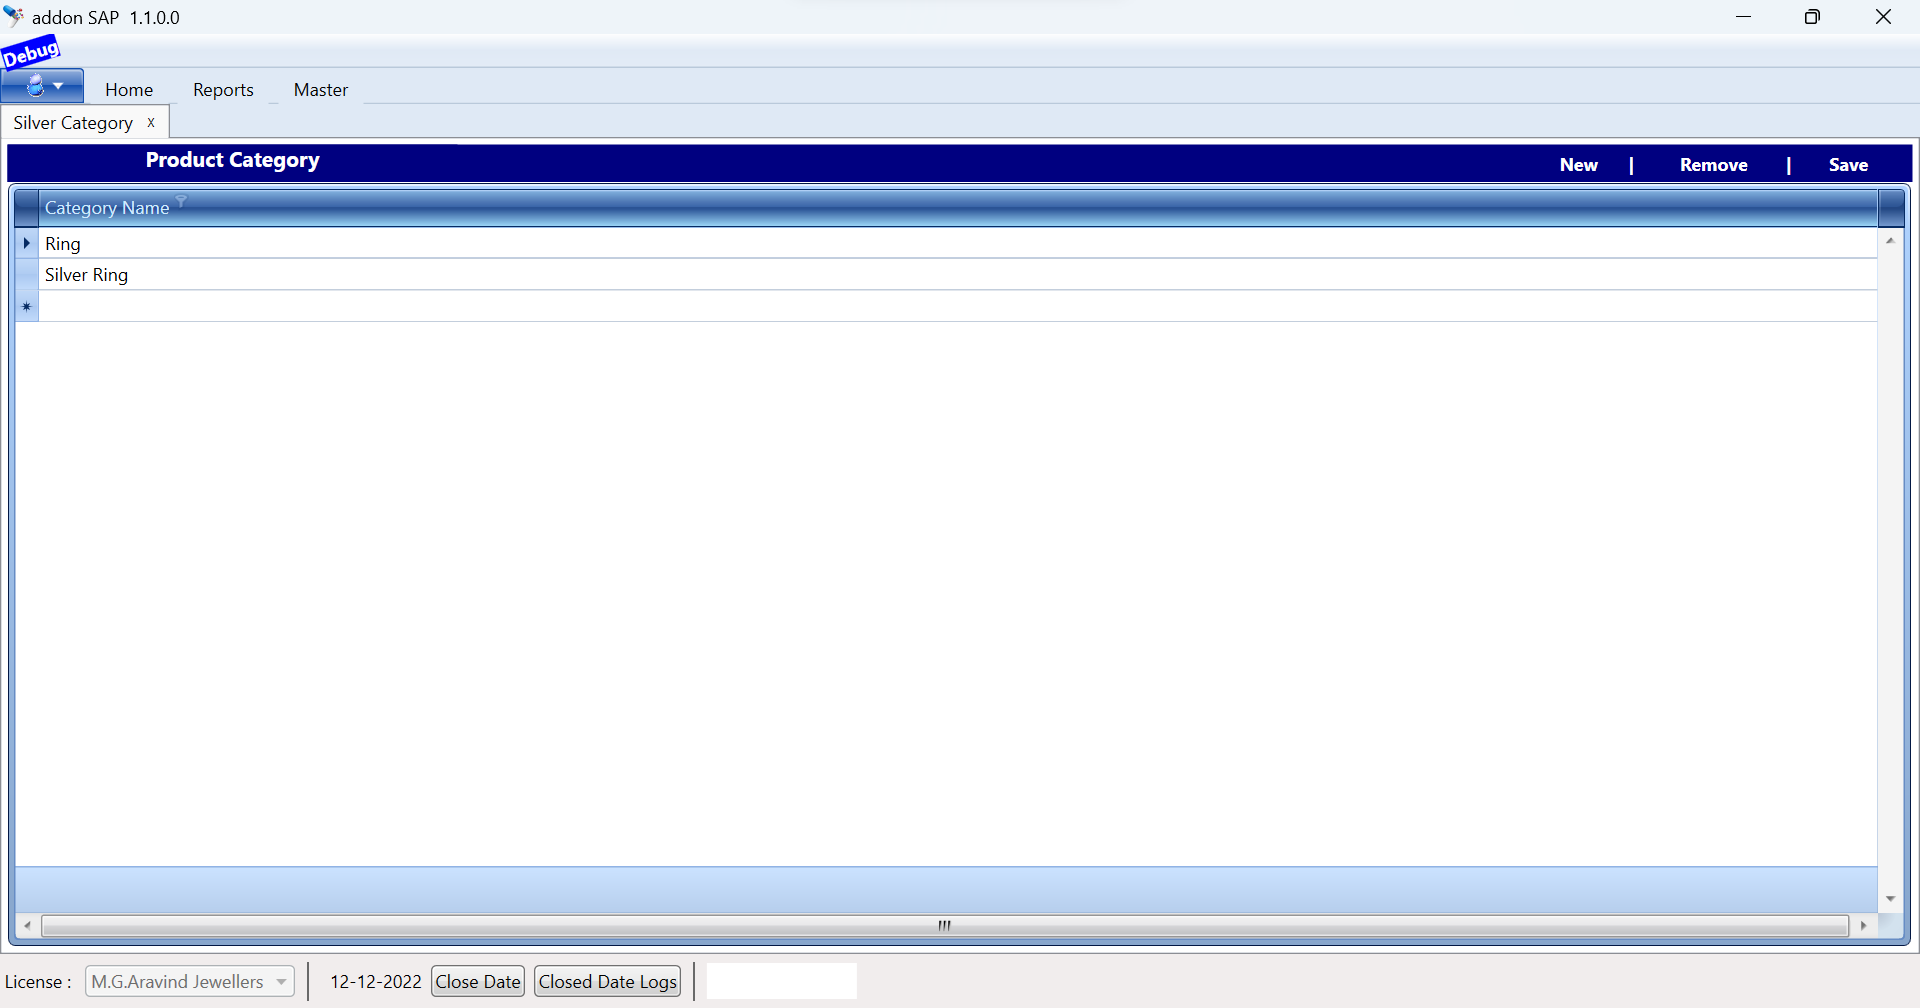 addon SAP 1.1.0.0
Debug
Home Reports Master
Silver Category x
Product Category New | Remove | Save
Category Name
Ring
Silver Ring
License : M.G.Aravind Jewellers 12-12-2022 Close Date Closed Date Logs